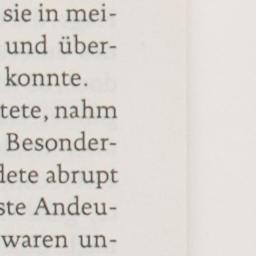 sie in mei-
und über-
konnte.
tete, nahm
Besonder-
dete abrupt
ste Andeu-
waren un-